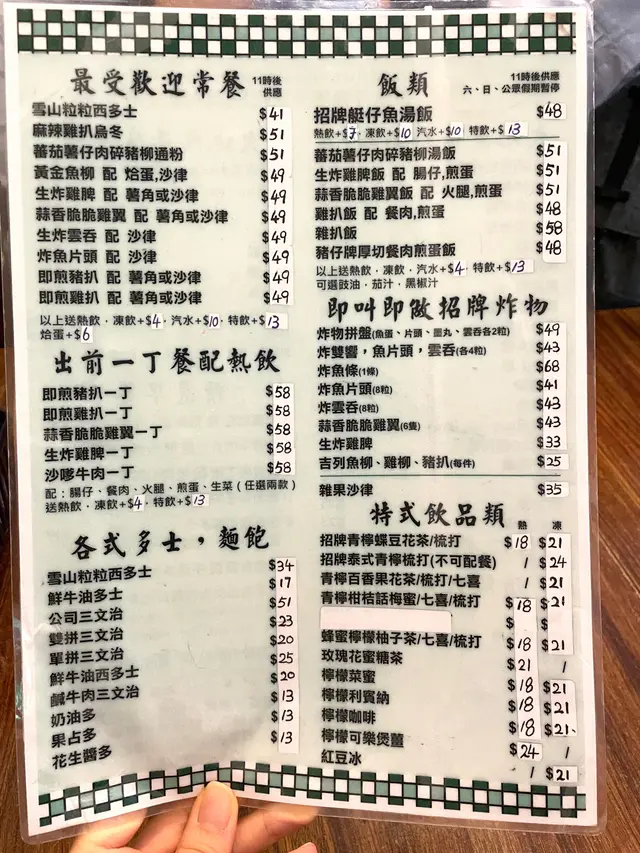 最受歡迎常餐 11時後供應
雪山粒粒西多士 $41
麻辣雞扒烏冬 $51
蕃茄薯仔肉碎豬柳通粉 $51
黃金魚柳 配 烚蛋,沙律 $49
生炸雞髀 配 薯角或沙律 $49
蒜香脆脆雞翼 配 薯角或沙律 $49
生炸雲吞 配 沙律 $49
炸魚片頭 配 沙律 $49
即煎豬扒 配 薯角或沙律 $49
即煎雞扒 配 薯角或沙律 $49
以上送熱飲．凍飲+$4．汽水+$10．特飲+$13
烚蛋+$6
出前一丁餐配熱飲
即煎豬扒一丁 $58
即煎雞扒一丁 $58
蒜香脆脆雞翼一丁 $58
生炸雞髀一丁 $58
沙嗲牛肉一丁 $58
配：腸仔、餐肉、火腿、煎蛋、生菜（任選兩款）
送熱飲．凍飲+$4．特飲+$13
各式多士，麵飽
雪山粒粒西多士 $34
鮮牛油多士 $17
公司三文治 $51
雙拼三文治 $23
單拼三文治 $20
鮮牛油西多士 $25
鹹牛肉三文治 $20
奶油多 $13
果占多 $13
花生醬多 $13
飯類 11時後供應
六、日、公眾假期暫停
招牌艇仔魚湯飯 $48
熱飲+$7．凍飲+$10 汽水+$10 特飲+$13
蕃茄薯仔肉碎豬柳湯飯 $51
生炸雞髀飯 配 腸仔,煎蛋 $51
蒜香脆脆雞翼飯 配 火腿,煎蛋 $51
雞扒飯 配 餐肉,煎蛋 $48
雜扒飯 $58
豬仔牌厚切餐肉煎蛋飯 $48
以上送熱飲．凍飲．汽水+$4．特飲+$13
可選豉油．茄汁．黑椒汁
即叫即做招牌炸物
炸物拼盤(魚蛋、片頭、墨丸、雲吞各2粒) $49
炸雙響，魚片頭，雲吞(各4粒) $43
炸魚條(1條) $68
炸魚片頭(8粒) $41
炸雲吞(8粒) $43
蒜香脆脆雞翼(6隻) $43
生炸雞髀 $33
吉列魚柳、雞柳、豬扒(每件) $25
雜果沙律 $35
特式飲品類 熱 凍
招牌青檸蝶豆花茶/梳打 $18 $21
招牌泰式青檸梳打(不可配餐) / $24
青檸百香果花茶/梳打/七喜 / $21
青檸柑桔話梅蜜/七喜/梳打 $18 $21
$ $
蜂蜜檸檬柚子茶/七喜/梳打 $18 $21
玫瑰花蜜糖茶 $21 /
檸檬菜蜜 $18 $21
檸檬利賓納 $18 $21
檸檬咖啡 $18 $21
檸檬可樂煲薑 $24 /
紅豆冰 / $21